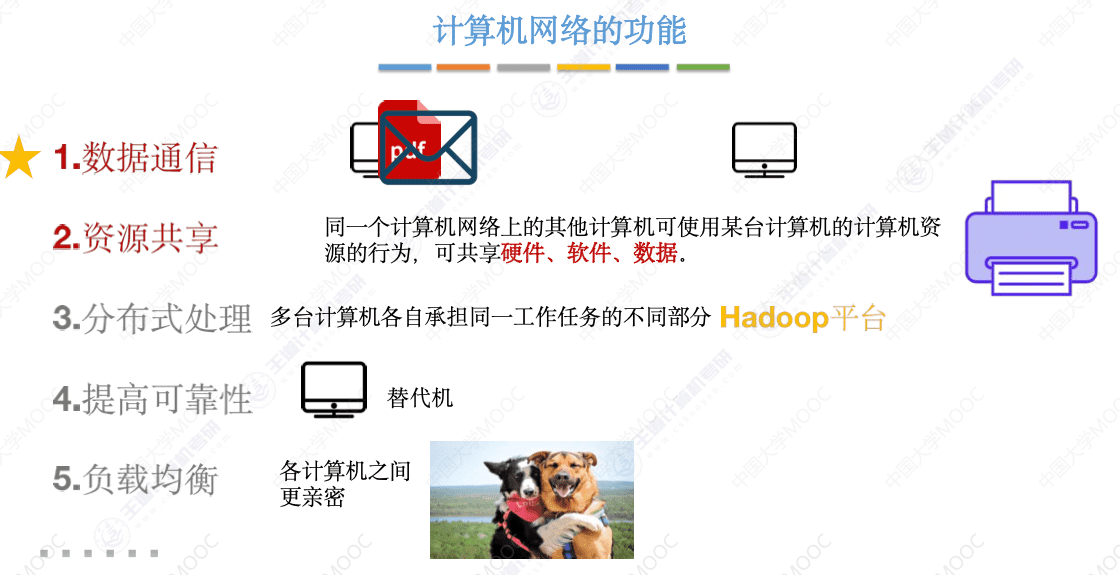 计算机网络的功能
1.数据通信
pdf
2.资源共享
同一个计算机网络上的其他计算机可使用某台计算机的计算机资
源的行为，可共享硬件、软件、数据。
3.分布式处理 多台计算机各自承担同一工作任务的不同部分 Hadoop平台
4.提高可靠性 替代机
5.负载均衡
各计算机之间
更亲密
中国大学MOOC
王道计算机考研